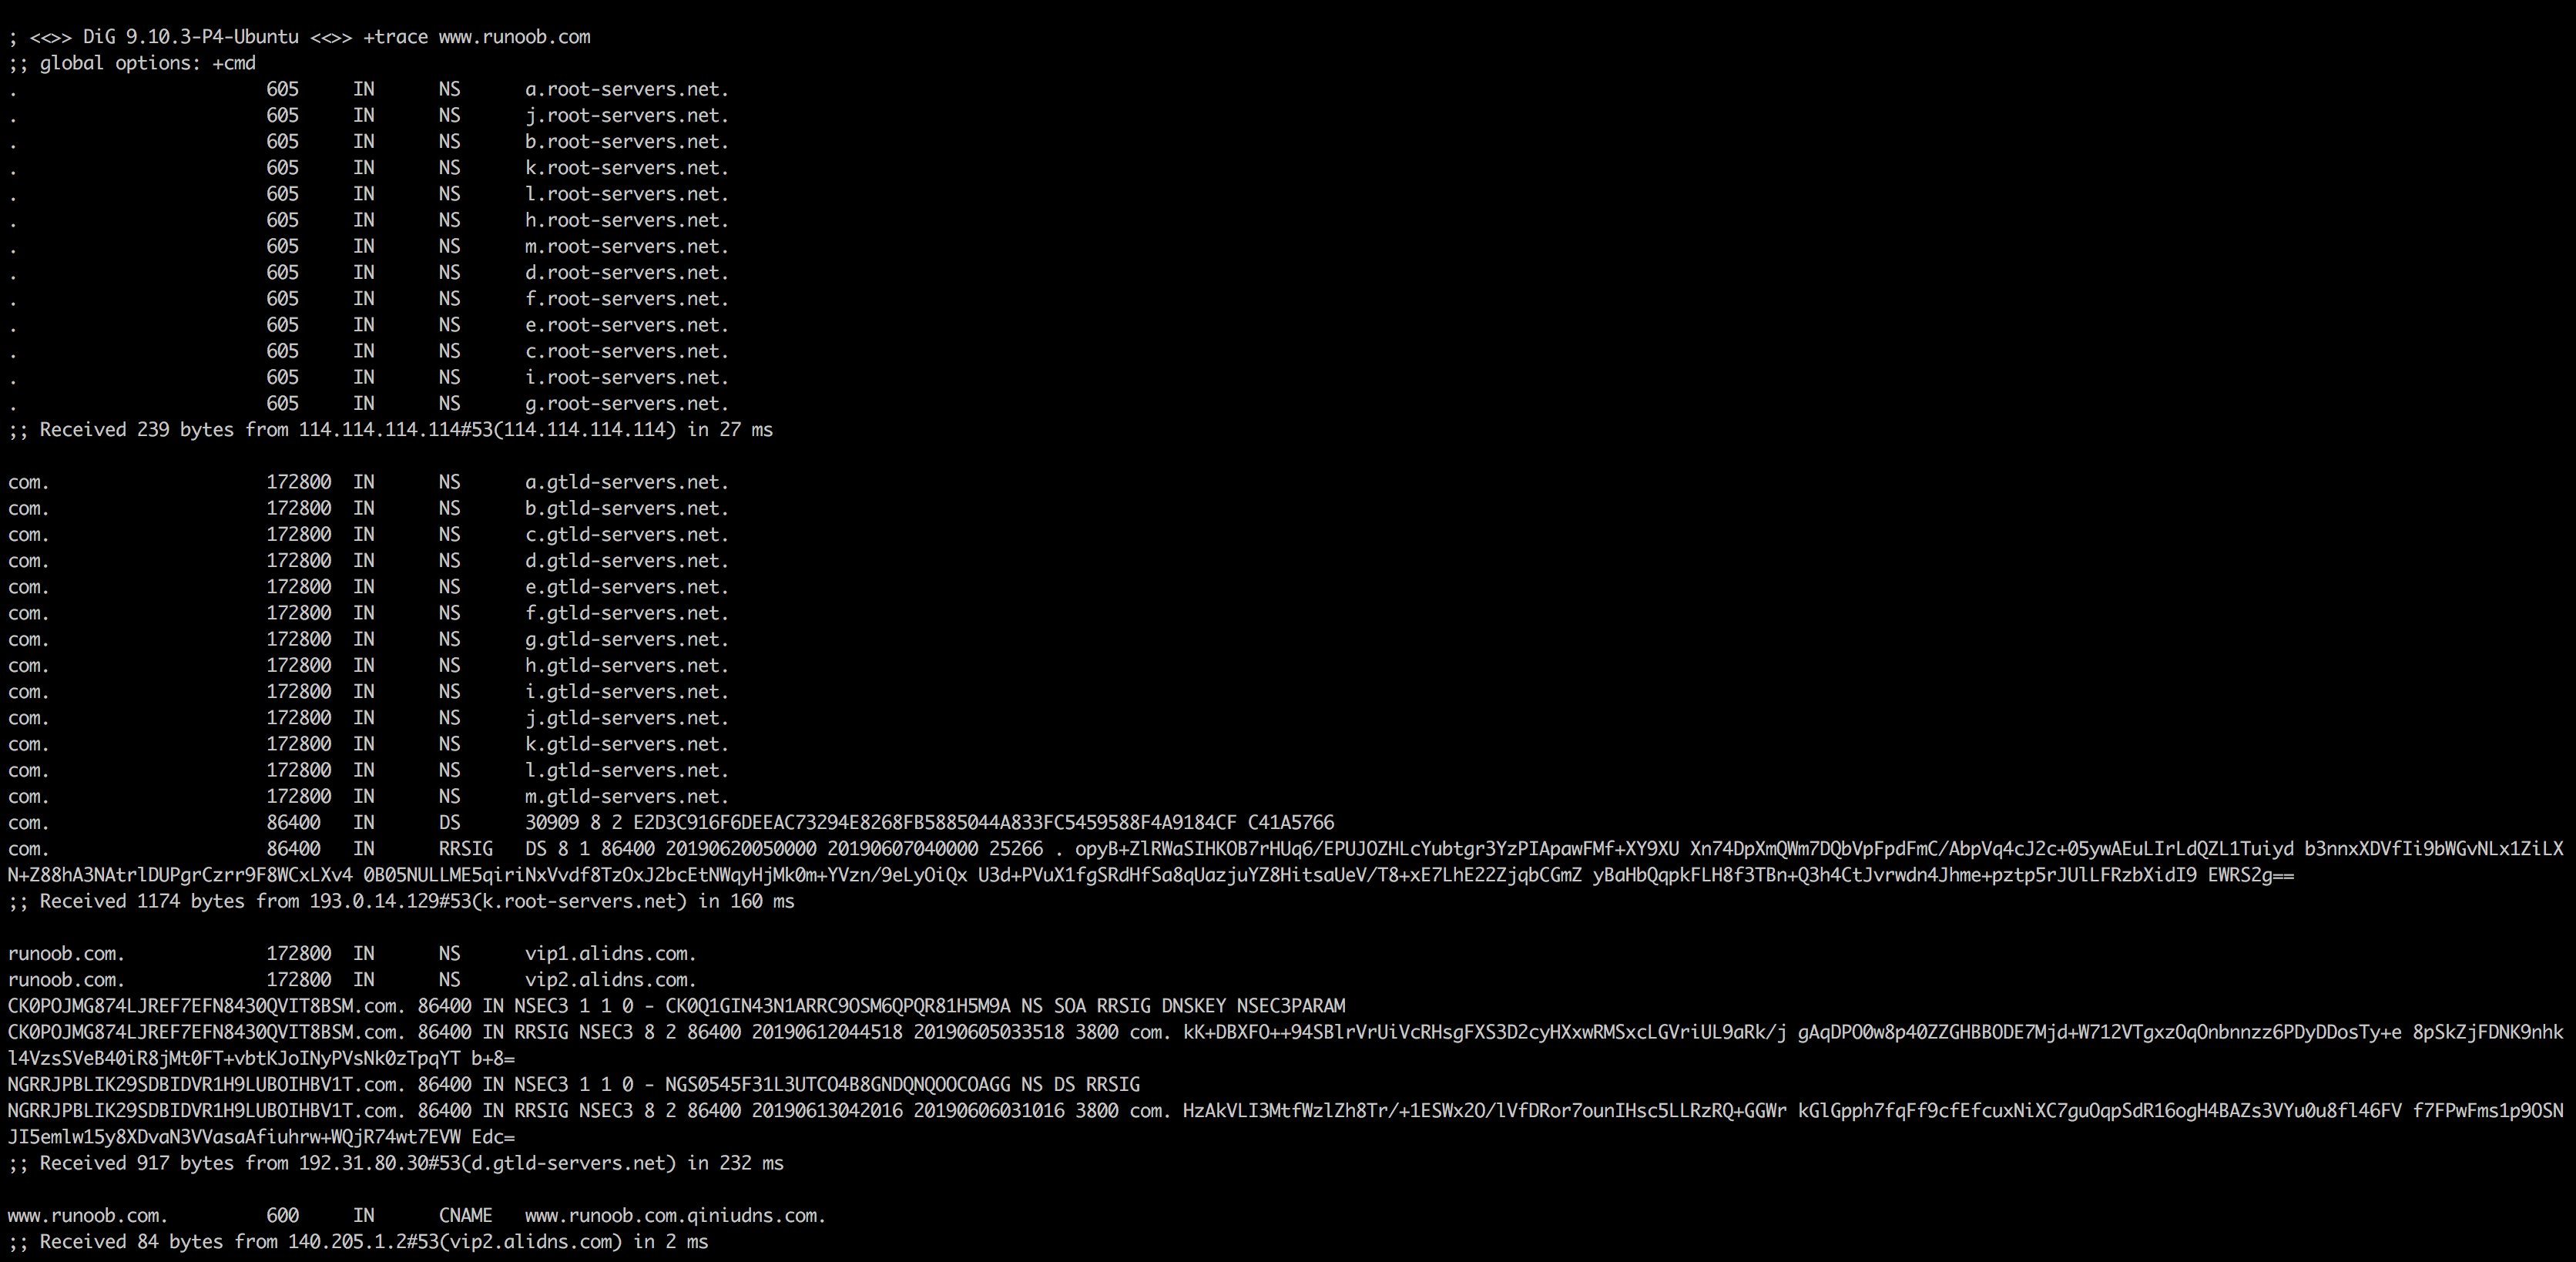 ; <<>> DiG 9.10.3-P4-Ubuntu <<>> +trace www.runoob.com
;; global options: +cmd
. 605 IN NS a.root-servers.net.
. 605 IN NS j.root-servers.net.
. 605 IN NS b.root-servers.net.
. 605 IN NS k.root-servers.net.
. 605 IN NS l.root-servers.net.
. 605 IN NS h.root-servers.net.
. 605 IN NS m.root-servers.net.
. 605 IN NS d.root-servers.net.
. 605 IN NS f.root-servers.net.
. 605 IN NS e.root-servers.net.
. 605 IN NS c.root-servers.net.
. 605 IN NS i.root-servers.net.
. 605 IN NS g.root-servers.net.
;; Received 239 bytes from 114.114.114.114#53(114.114.114.114) in 27 ms
com. 172800 IN NS a.gtld-servers.net.
com. 172800 IN NS b.gtld-servers.net.
com. 172800 IN NS c.gtld-servers.net.
com. 172800 IN NS d.gtld-servers.net.
com. 172800 IN NS e.gtld-servers.net.
com. 172800 IN NS f.gtld-servers.net.
com. 172800 IN NS g.gtld-servers.net.
com. 172800 IN NS h.gtld-servers.net.
com. 172800 IN NS i.gtld-servers.net.
com. 172800 IN NS j.gtld-servers.net.
com. 172800 IN NS k.gtld-servers.net.
com. 172800 IN NS l.gtld-servers.net.
com. 172800 IN NS m.gtld-servers.net.
com. 86400 IN DS 30909 8 2 E2D3C916F6DEEAC73294E8268FB5885044A833FC5459588F4A9184CF C41A5766
com. 86400 IN RRSIG DS 8 1 86400 20190620050000 20190607040000 25266 . opyB+ZlRWaSIHKOB7rHUq6/EPUJOZHLcYubtgr3YzPIApawFMf+XY9XU Xn74DpXmQWm7DQbVpFpdFmC/AbpVq4cJ2c+05ywAEuLIrLdQZL1Tuiyd b3nnxXDVfIi9bWGvNLx1ZiLX
N+Z88hA3NAtrlDUPgrCzrr9F8WCxLXv4 0B05NULLME5qiriNxVvdf8TzOxJ2bcEtNWqyHjMk0m+YVzn/9eLyOiQx U3d+PVuX1fgSRdHfSa8qUazjuYZ8HitsaUeV/T8+xE7LhE22ZjqbCGmZ yBaHbQqpkFLH8f3TBn+Q3h4CtJvrwdn4Jhme+pztp5rJUlLFRzbXidI9 EWRS2g==
;; Received 1174 bytes from 193.0.14.129#53(k.root-servers.net) in 160 ms
runoob.com. 172800 IN NS vip1.alidns.com.
runoob.com. 172800 IN NS vip2.alidns.com.
CK0POJMG874LJREF7EFN8430QVIT8BSM.com. 86400 IN NSEC3 1 1 0 - CK0Q1GIN43N1ARRC9OSM6QPQR81H5M9A NS SOA RRSIG DNSKEY NSEC3PARAM
CK0POJMG874LJREF7EFN8430QVIT8BSM.com. 86400 IN RRSIG NSEC3 8 2 86400 20190612044518 20190605033518 3800 com. kK+DBXFO++94SBlrVrUiVcRHsgFXS3D2cyHXxwRMSxcLGVriUL9aRk/j gAqDPO0w8p40ZZGHBBODE7Mjd+W712VTgxzOqOnbnnzz6PDyDDosTy+e 8pSkZjFDNK9nhk
l4VzsSVeB40iR8jMt0FT+vbtKJoINyPVsNk0zTpqYT b+8=
NGRRJPBLIK29SDBIDVR1H9LUBOIHBV1T.com. 86400 IN NSEC3 1 1 0 - NGS0545F31L3UTCO4B8GNDQNQOOCOAGG NS DS RRSIG
NGRRJPBLIK29SDBIDVR1H9LUBOIHBV1T.com. 86400 IN RRSIG NSEC3 8 2 86400 20190613042016 20190606031016 3800 com. HzAkVLI3MtfWzlZh8Tr/+1ESWx2O/lVfDRor7ounIHsc5LLRzRQ+GGWr kGlGpph7fqFf9cfEfcuxNiXC7guOqpSdR16ogH4BAZs3VYu0u8fl46FV f7FPwFms1p9OSN
JI5emlw15y8XDvaN3VVasaAfiuhrw+WQjR74wt7EVW Edc=
;; Received 917 bytes from 192.31.80.30#53(d.gtld-servers.net) in 232 ms
www.runoob.com. 600 IN CNAME www.runoob.com.qiniudns.com.
;; Received 84 bytes from 140.205.1.2#53(vip2.alidns.com) in 2 ms